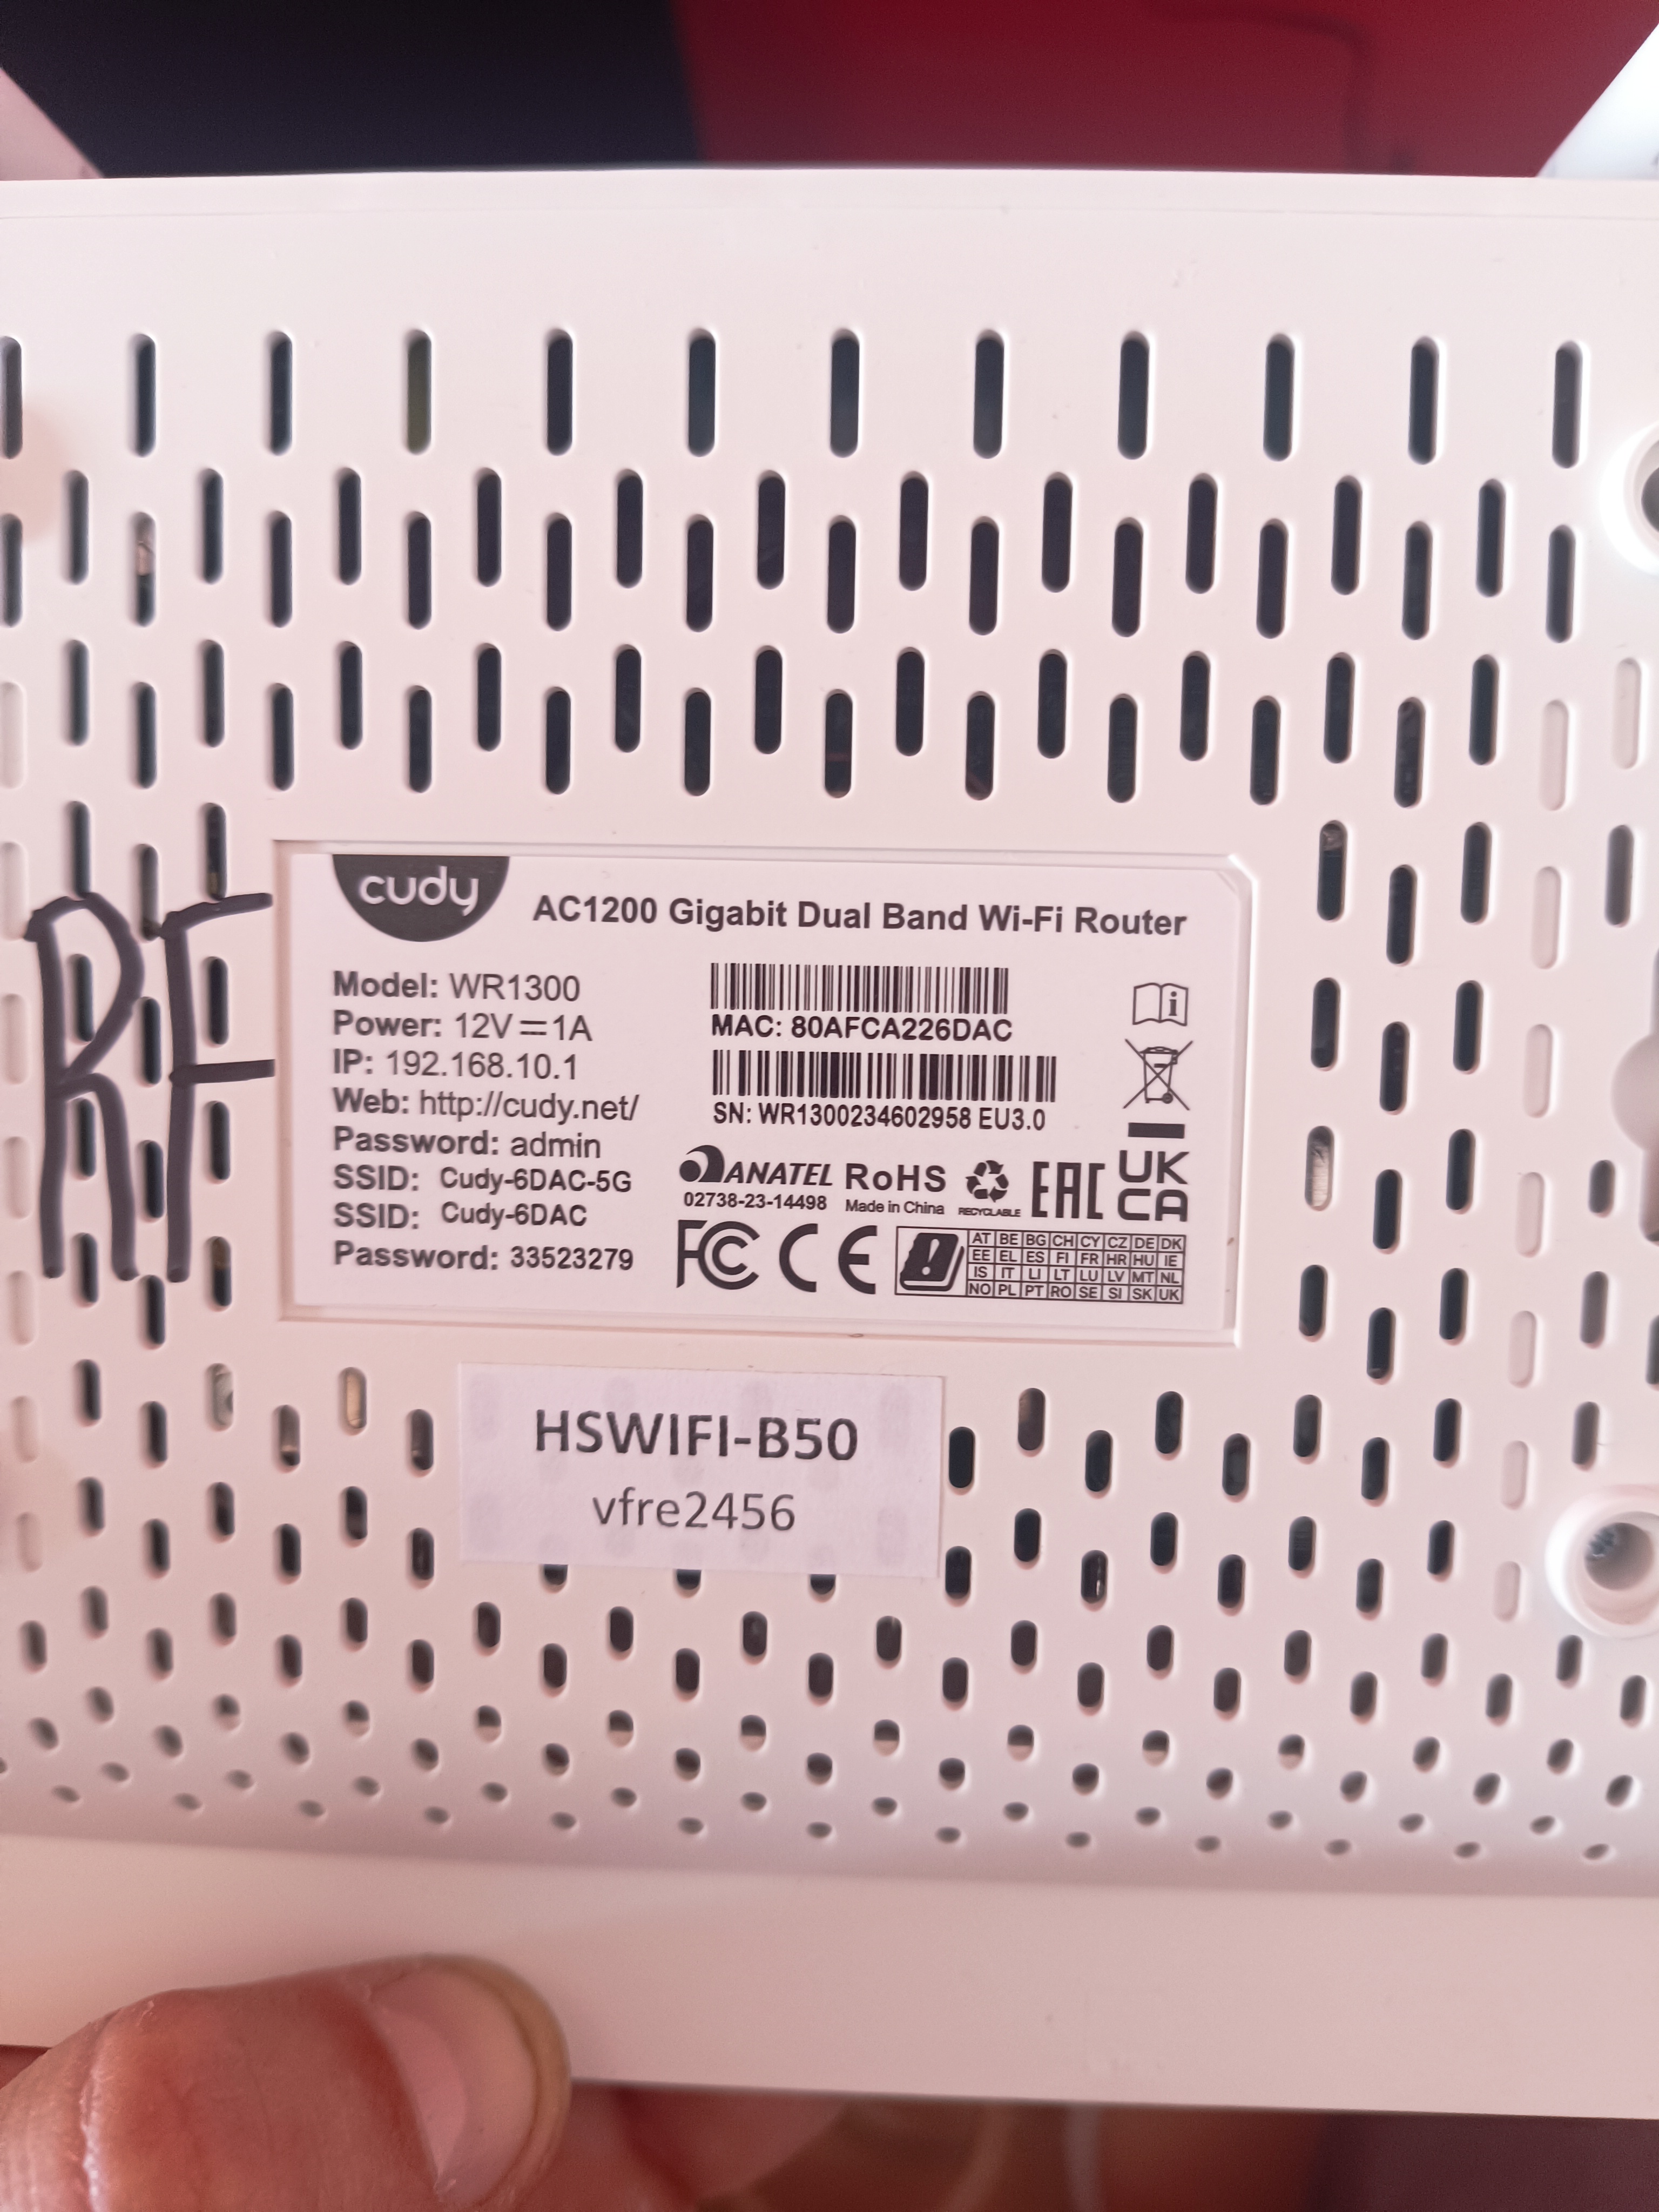 RF
cudy
AC1200 Gigabit Dual Band Wi-Fi Router
Model: WR1300
Power: 12V⎓1A
IP: 192.168.10.1
Web: http://cudy.net/
Password: admin
SSID: Cudy-6DAC-5G
SSID: Cudy-6DAC
Password: 33523279
MAC: 80AFCA226DAC
SN: WR1300234602958 EU3.0
i
ANATEL
02738-23-14498
RoHS
Made in China
RECYCLABLE
EAC
UK
CA
FC
CE
!
AT BE BG CH CY CZ DE DK
EE EL ES FI FR HR HU IE
IS IT LI LT LU LV MT NL
NO PL PT RO SE SI SK UK
HSWIFI-B50
vfre2456